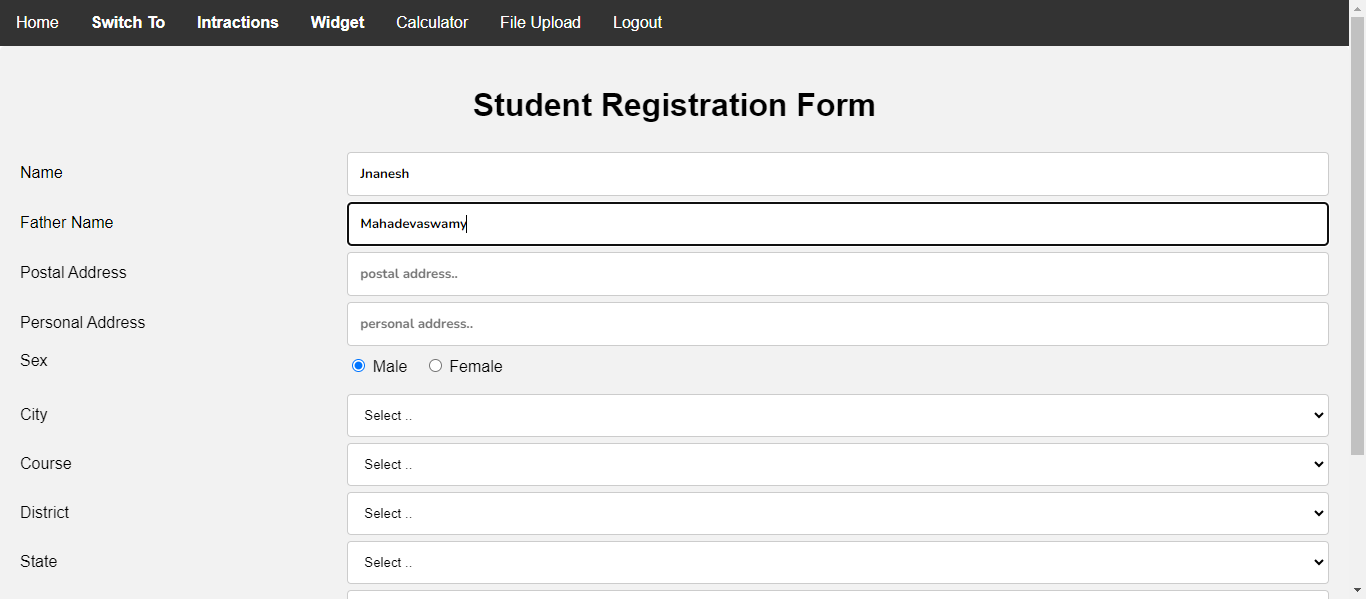 Home Switch To Intractions Widget Calculator File Upload Logout
Student Registration Form
Name Jnanesh
Father Name Mahadevaswamy
Postal Address postal address..
Personal Address personal address..
Sex Male Female
City Select ..
Course Select ..
District Select ..
State Select ..